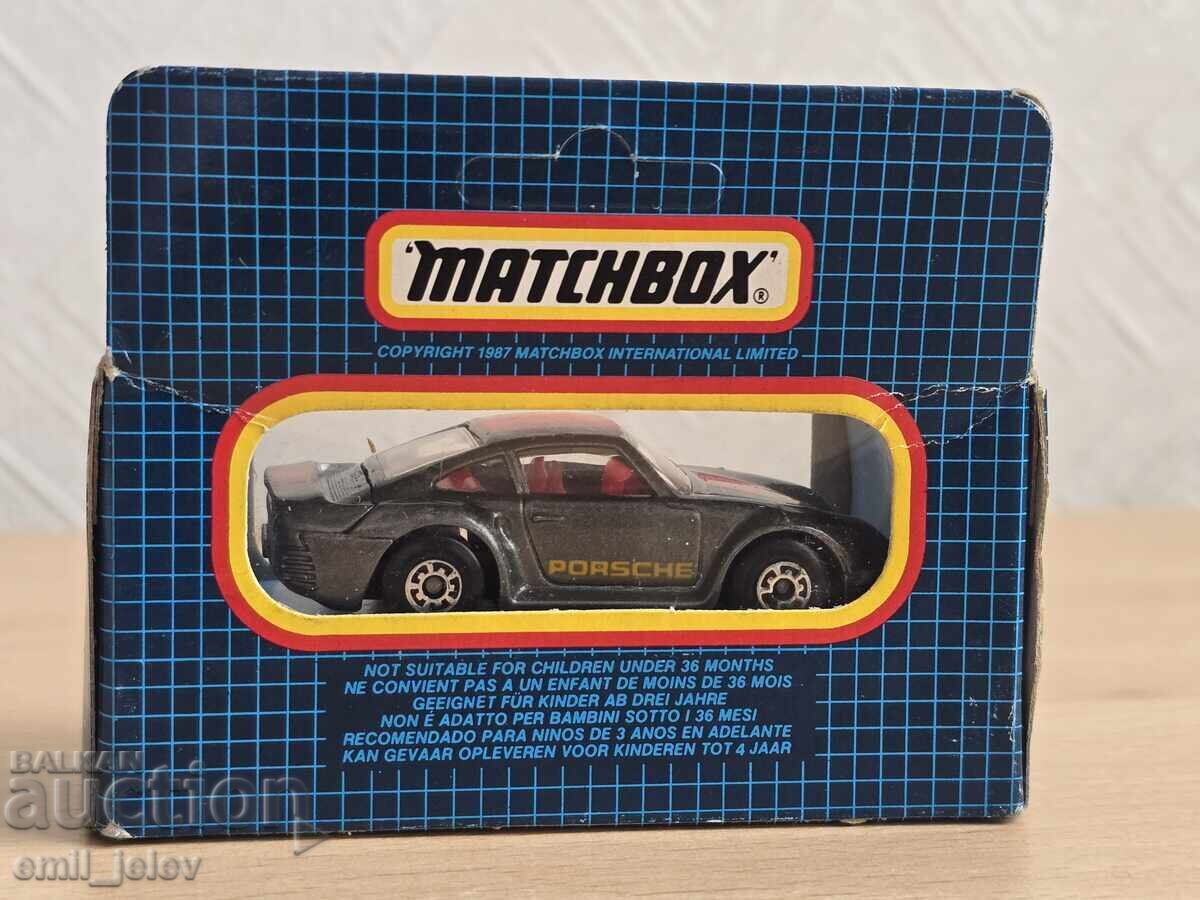 'MATCHBOX' ®
COPYRIGHT 1987 MATCHBOX INTERNATIONAL LIMITED
PORSCHE
NOT SUITABLE FOR CHILDREN UNDER 36 MONTHS
NE CONVIENT PAS A UN ENFANT DE MOINS DE 36 MOIS
GEEIGNET FÜR KINDER AB DREI JAHRE
NON É ADATTO PER BAMBINI SOTTO I 36 MESI
RECOMENDADO PARA NINOS DE 3 ANOS EN ADELANTE
KAN GEVAAR OPLEVEREN VOOR KINDEREN TOT 4 JAAR
BALKAN
auction
emil_jelev